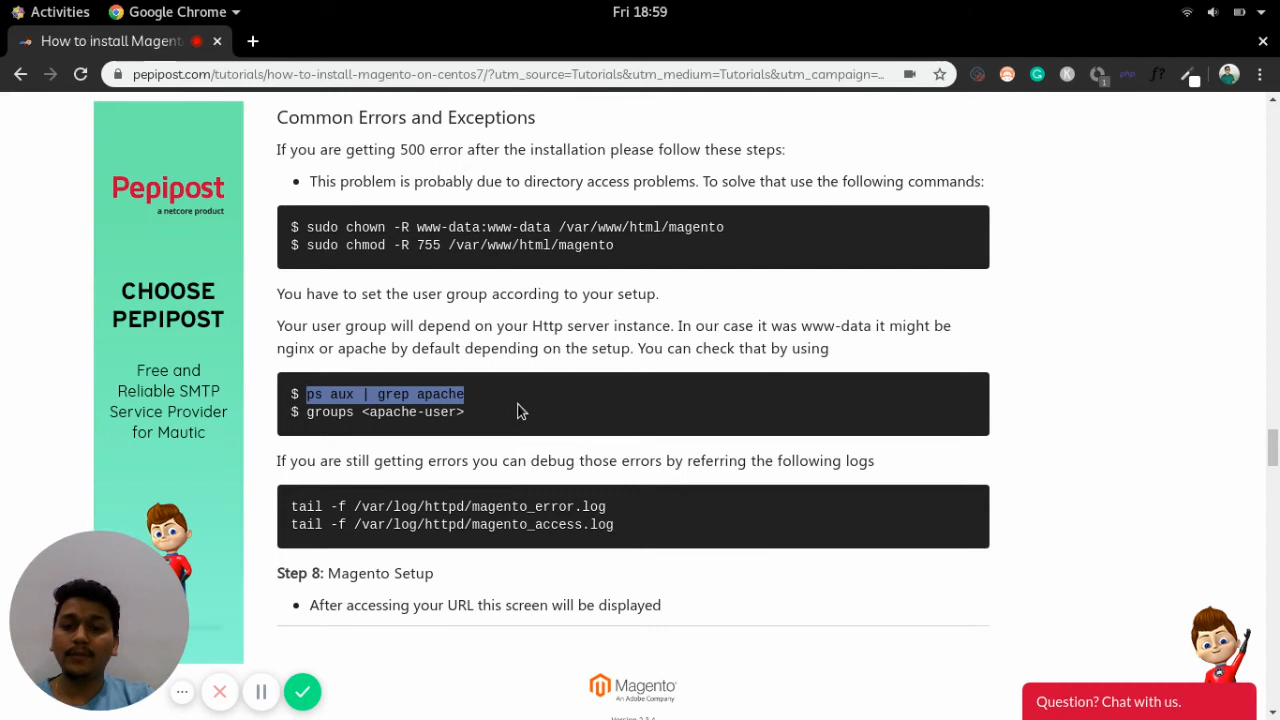 Activities
Google Chrome
Fri 18:59
How to install Magent
pepipost.com/tutorials/how-to-install-magento-on-centos7/?utm_source=Tutorials&utm_medium=Tutorials&utm_campaign=...
1
php
f?
Pepipost
a netcore product
CHOOSE
PEPIPOST
Free and
Reliable SMTP
Service Provider
for Mautic
Common Errors and Exceptions
If you are getting 500 error after the installation please follow these steps:
• This problem is probably due to directory access problems. To solve that use the following commands:
$ sudo chown -R www-data:www-data /var/www/html/magento
$ sudo chmod -R 755 /var/www/html/magento
You have to set the user group according to your setup.
Your user group will depend on your Http server instance. In our case it was www-data it might be
nginx or apache by default depending on the setup. You can check that by using
$ ps aux | grep apache
$ groups <apache-user>
If you are still getting errors you can debug those errors by referring the following logs
tail -f /var/log/httpd/magento_error.log
tail -f /var/log/httpd/magento_access.log
Step 8: Magento Setup
• After accessing your URL this screen will be displayed
Magento
An Adobe Company
Version 2.3.4
Question? Chat with us.